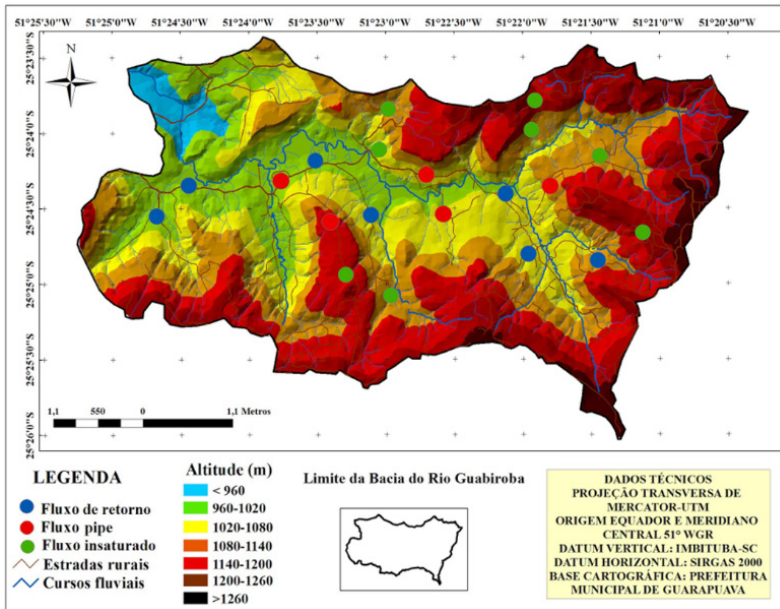 51°25'30"S 51°25'0"S 51°24'30"S 51°24'0"S 51°23'30"S 51°23'0"S 51°22'30"S 51°22'0"S 51°21'30"S 51°21'0"S 51°20'30"S
N
25°23'30"S
25°24'0"S
25°24'30"S
25°25'0"S
25°25'30"S
25°26'0"S
1,1 550 0 1,1 Metros
LEGENDA
Fluxo de retorno
Fluxo pipe
Fluxo insaturado
Estradas rurais
Cursos fluviais
Altitude (m)
< 960
960-1020
1020-1080
1080-1140
1140-1200
1200-1260
>1260
Limite da Bacia do Rio Guabiroba
DADOS TÉCNICOS
PROJEÇÃO TRANSVERSA DE
MERCATOR-UTM
ORIGEM EQUADOR E MERIDIANO
CENTRAL 51° WGR
DATUM VERTICAL: IMBITUBA-SC
DATUM HORIZONTAL: SIRGAS 2000
BASE CARTOGRÁFICA: PREFEITURA
MUNICIPAL DE GUARAPUAVA